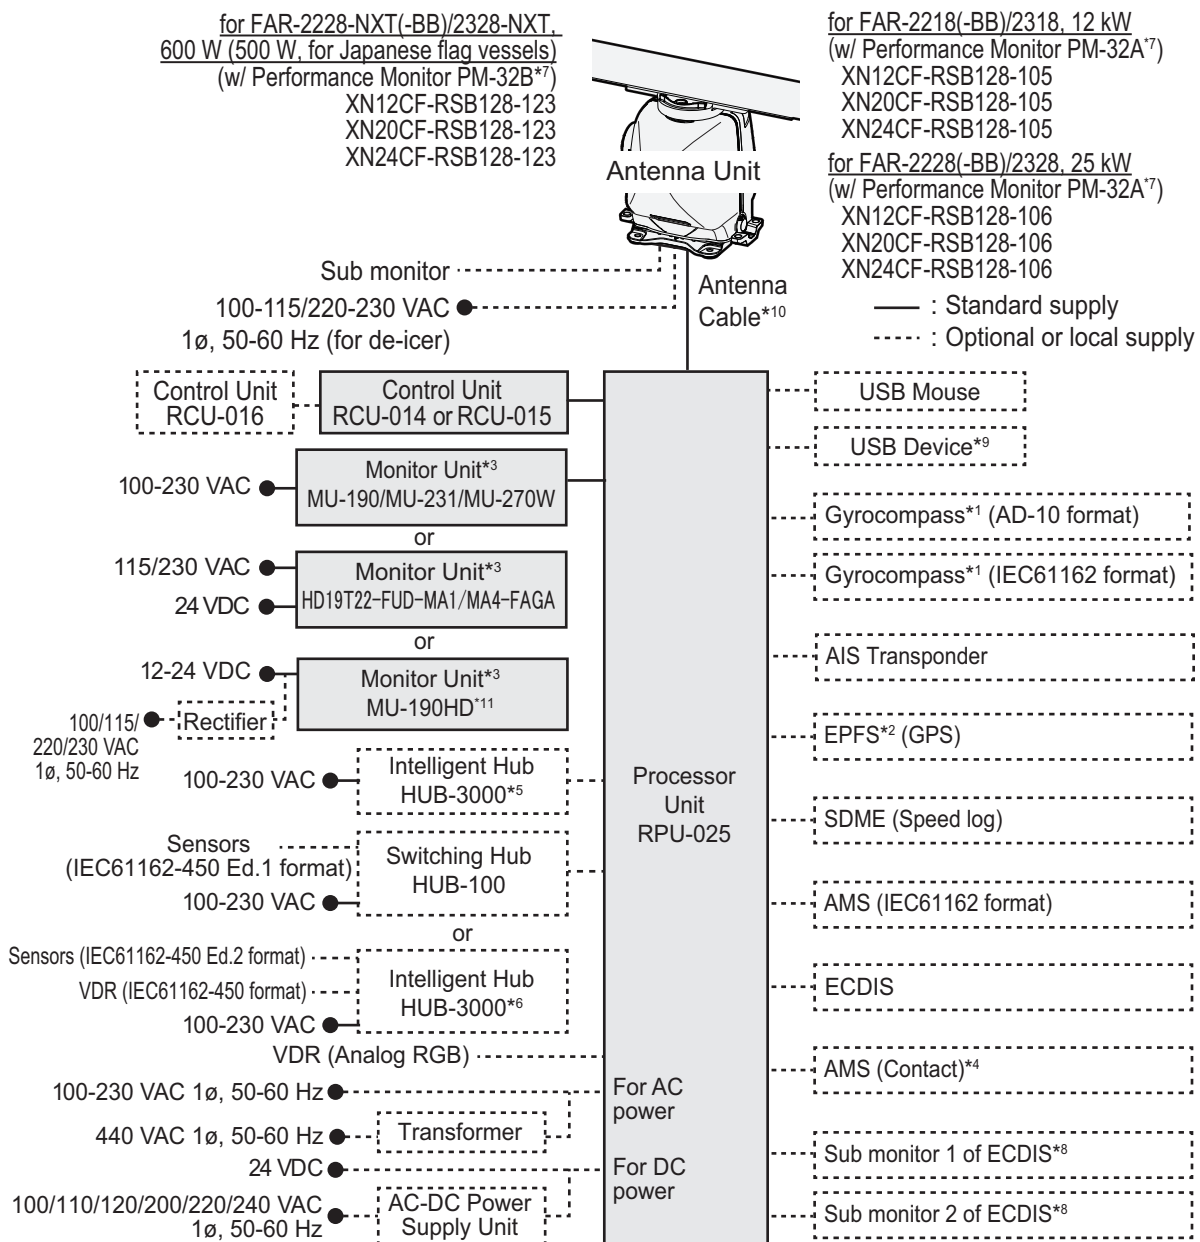 for FAR-2228-NXT(-BB)/2328-NXT,
600 W (500 W, for Japanese flag vessels)
(w/ Performance Monitor PM-32B*7)
XN12CF-RSB128-123
XN20CF-RSB128-123
XN24CF-RSB128-123
Antenna Unit
for FAR-2218(-BB)/2318, 12 kW
(w/ Performance Monitor PM-32A*7)
XN12CF-RSB128-105
XN20CF-RSB128-105
XN24CF-RSB128-105
for FAR-2228(-BB)/2328, 25 kW
(w/ Performance Monitor PM-32A*7)
XN12CF-RSB128-106
XN20CF-RSB128-106
XN24CF-RSB128-106
: Standard supply
: Optional or local supply
Sub monitor
100-115/220-230 VAC
1ø, 50-60 Hz (for de-icer)
Antenna
Cable*10
Control Unit
RCU-016
Control Unit
RCU-014 or RCU-015
100-230 VAC
Monitor Unit*3
MU-190/MU-231/MU-270W
or
115/230 VAC
24 VDC
Monitor Unit*3
HD19T22-FUD-MA1/MA4-FAGA
or
12-24 VDC
Monitor Unit*3
MU-190HD*11
100/115/
220/230 VAC
1ø, 50-60 Hz
Rectifier
100-230 VAC
Intelligent Hub
HUB-3000*5
Sensors
(IEC61162-450 Ed.1 format)
100-230 VAC
Switching Hub
HUB-100
or
Sensors (IEC61162-450 Ed.2 format)
VDR (IEC61162-450 format)
100-230 VAC
Intelligent Hub
HUB-3000*6
VDR (Analog RGB)
100-230 VAC 1ø, 50-60 Hz
440 VAC 1ø, 50-60 Hz
Transformer
24 VDC
100/110/120/200/220/240 VAC
1ø, 50-60 Hz
AC-DC Power
Supply Unit
Processor
Unit
RPU-025
For AC
power
For DC
power
USB Mouse
USB Device*9
Gyrocompass*1 (AD-10 format)
Gyrocompass*1 (IEC61162 format)
AIS Transponder
EPFS*2 (GPS)
SDME (Speed log)
AMS (IEC61162 format)
ECDIS
AMS (Contact)*4
Sub monitor 1 of ECDIS*8
Sub monitor 2 of ECDIS*8